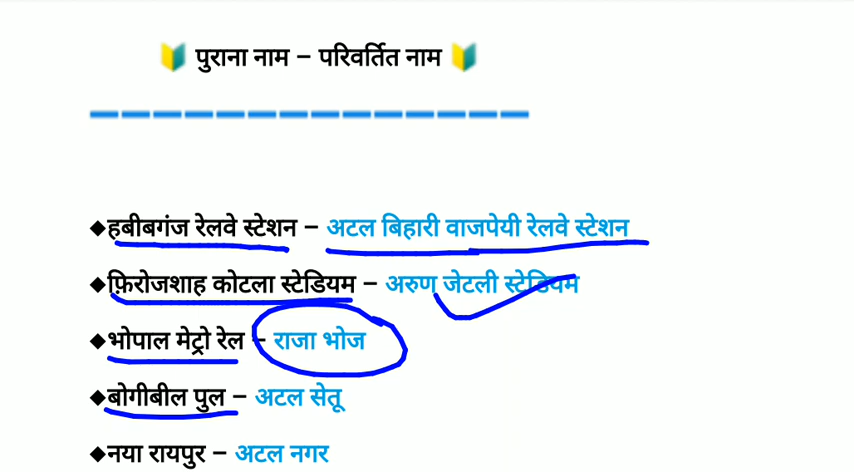 पुराना नाम – परिवर्तित नाम
◆हबीबगंज रेलवे स्टेशन – अटल बिहारी वाजपेयी रेलवे स्टेशन
◆फ़िरोजशाह कोटला स्टेडियम – अरुण जेटली स्टेडियम
◆भोपाल मेट्रो रेल – राजा भोज
◆बोगीबील पुल – अटल सेतू
◆नया रायपुर – अटल नगर